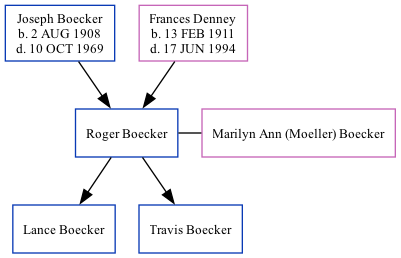 Joseph Boecker
b. 2 AUG 1908
d. 10 OCT 1969
Frances Denney
b. 13 FEB 1911
d. 17 JUN 1994
Roger Boecker
Marilyn Ann (Moeller) Boecker
Lance Boecker
Travis Boecker